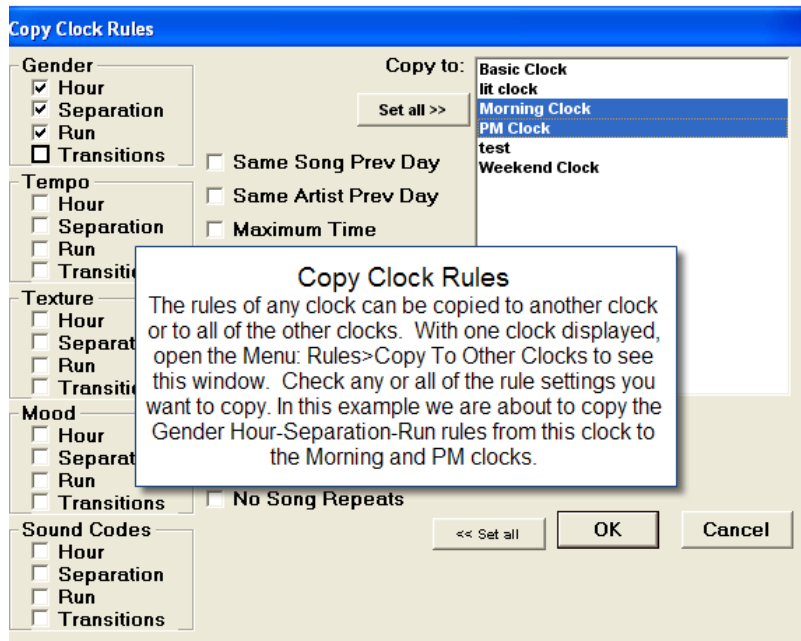 Copy Clock Rules
Gender
Hour
Separation
Run
Transitions
Tempo
Hour
Separation
Run
Transitio
Texture
Hour
Separat
Run
Transitio
Mood
Hour
Separat
Run
Transitions
Sound Codes
Hour
Separation
Run
Transitions
Same Song Prev Day
Same Artist Prev Day
Maximum Time
No Song Repeats
Copy to:
Set all >>
Basic Clock
lit clock
Morning Clock
PM Clock
test
Weekend Clock
Copy Clock Rules
The rules of any clock can be copied to another clock
or to all of the other clocks.  With one clock displayed,
open the Menu: Rules>Copy To Other Clocks to see
this window.  Check any or all of the rule settings you
want to copy. In this example we are about to copy the
Gender Hour-Separation-Run rules from this clock to
the Morning and PM clocks.
<< Set all
OK
Cancel